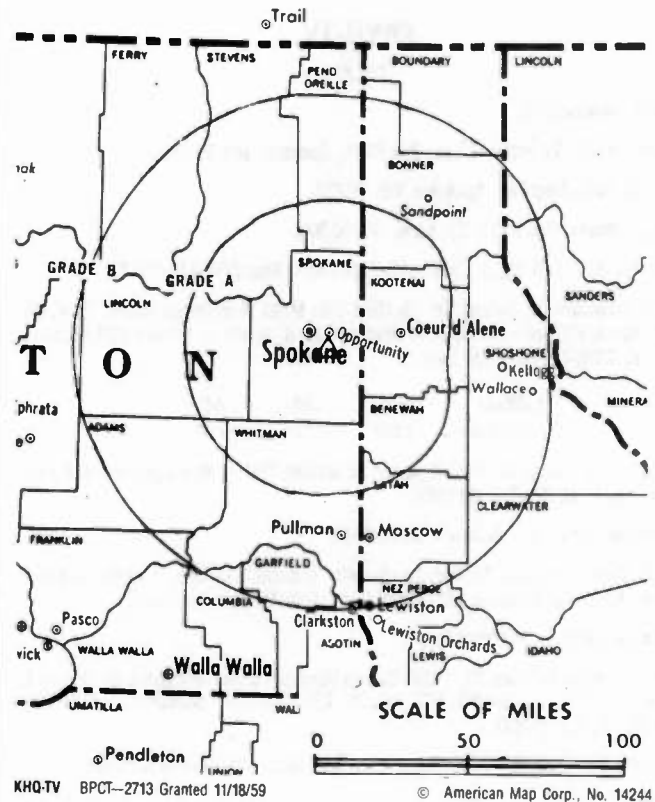 Trail
FERRY
STEVENS
PEND OREILLE
BOUNDARY
LINCOLN
BONNER
Sandpoint
GRADE B
GRADE A
SPOKANE
KOOTENAI
LINCOLN
SANDERS
Opportunity
Coeur d'Alene
Spokane
SHOSHONE
T O N
Kellogg
Wallace
MINERA
phrata
BENEWAH
ADAMS
WHITMAN
LATAH
CLEARWATER
Pullman
Moscow
FRANKLIN
GARFIELD
NEZ PERCE
COLUMBIA
Lewiston
Clarkston
Pasco
Lewiston Orchards
ASOTIN
IDAHO
vick
WALLA WALLA
LEWIS
Walla Walla
UMATILLA
WAL
SCALE OF MILES
0 50 100
Pendleton
UNION
KHQ-TV BPCT—2713 Granted 11/18/59
© American Map Corp., No. 14244